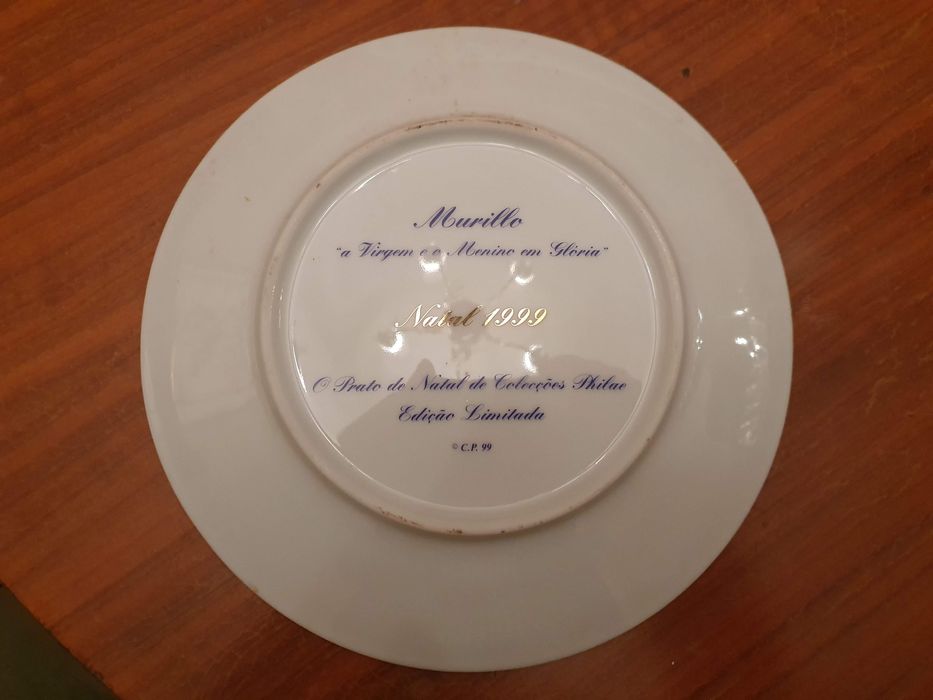 Murillo
"a Virgem e o Menino em Glória"
Natal 1999
O Prato de Natal de Colecções Philae
Edição Limitada
© C.P. 99